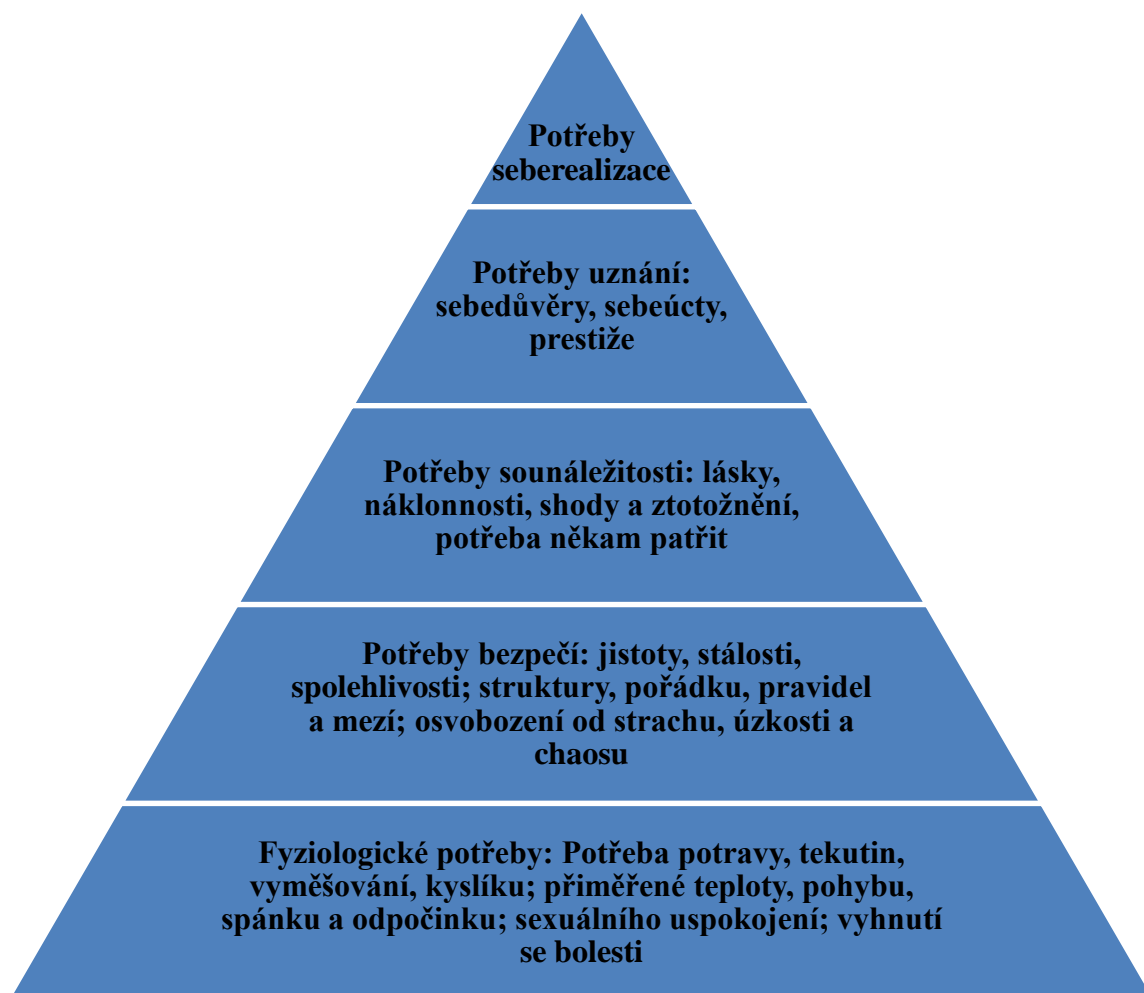 Potřeby
seberealizace
Potřeby uznání:
sebedůvěry, sebeúcty,
prestiže
Potřeby sounáležitosti: lásky,
náklonnosti, shody a ztotožnění,
potřeba někam patřit
Potřeby bezpečí: jistoty, stálosti,
spolehlivosti; struktury, pořádku, pravidel
a mezí; osvobození od strachu, úzkosti a
chaosu
Fyziologické potřeby: Potřeba potravy, tekutin,
vyměšování, kyslíku; přiměřené teploty, pohybu,
spánku a odpočinku; sexuálního uspokojení; vyhnutí
se bolesti